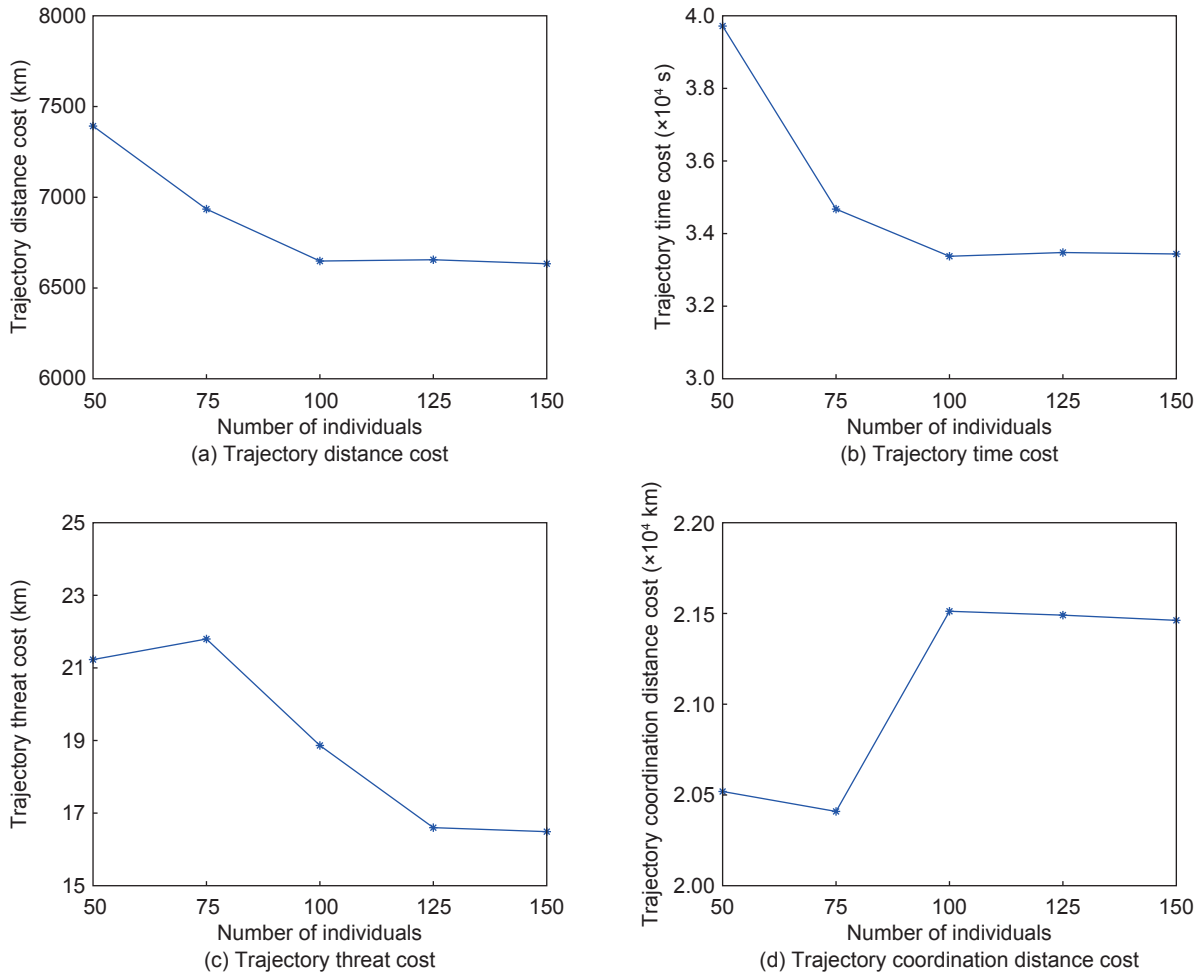 8000
7500
7000
6500
6000
Trajectory distance cost (km)
50 75 100 125 150
Number of individuals
(a) Trajectory distance cost
4.0
3.8
3.6
3.4
3.2
3.0
Trajectory time cost (×10⁴ s)
50 75 100 125 150
Number of individuals
(b) Trajectory time cost
25
23
21
19
17
15
Trajectory threat cost (km)
50 75 100 125 150
Number of individuals
(c) Trajectory threat cost
2.20
2.15
2.10
2.05
2.00
Trajectory coordination distance cost (×10⁴ km)
50 75 100 125 150
Number of individuals
(d) Trajectory coordination distance cost